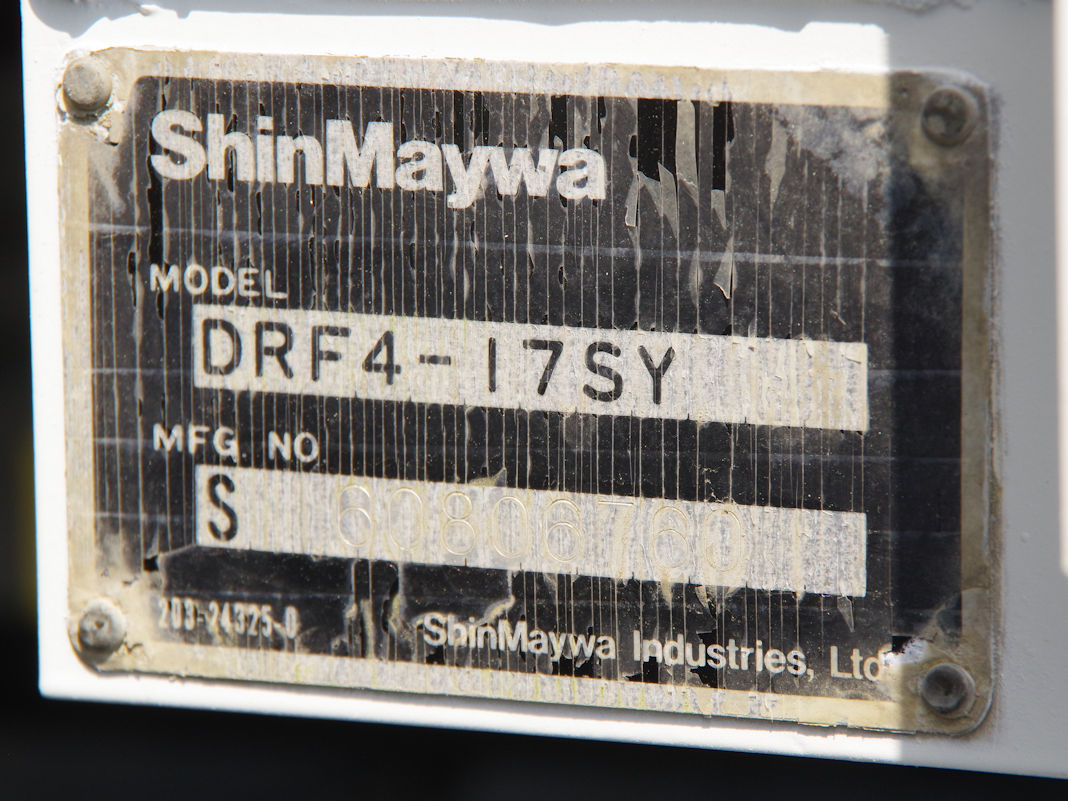 ShinMaywa
MODEL
DRF4-17SY
MFG. NO.
S 60806760
203-24325-0
ShinMaywa Industries, Ltd.